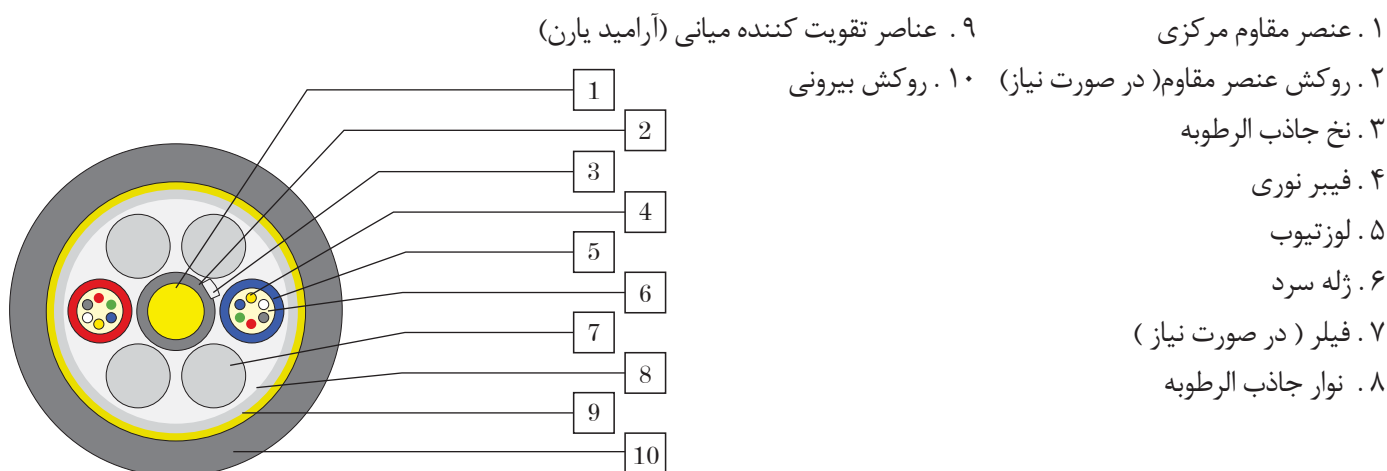 ۱ . عنصر مقاوم مرکزی
۲ . روکش عنصر مقاوم( در صورت نیاز)
۳ . نخ جاذب الرطوبه
۴ . فیبر نوری
۵ . لوزتیوب
۶ . ژله سرد
۷ . فیلر ( در صورت نیاز )
۸ . نوار جاذب الرطوبه
۹ . عناصر تقویت کننده میانی (آرامید یارن)
۱۰ . روکش بیرونی
1
2
3
4
5
6
7
8
9
10